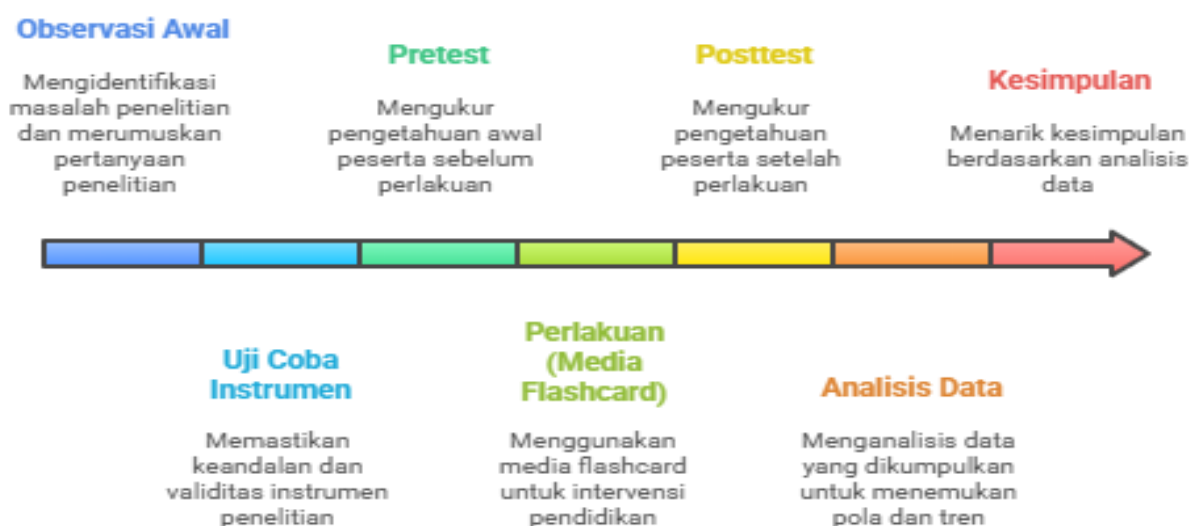 Observasi Awal
Mengidentifikasi
masalah penelitian
dan merumuskan
pertanyaan
penelitian
Uji Coba
Instrumen
Memastikan
keandalan dan
validitas instrumen
penelitian
Pretest
Mengukur
pengetahuan awal
peserta sebelum
perlakuan
Perlakuan
(Media
Flashcard)
Menggunakan
media flashcard
untuk intervensi
pendidikan
Posttest
Mengukur
pengetahuan
peserta setelah
perlakuan
Analisis Data
Menganalisis data
yang dikumpulkan
untuk menemukan
pola dan tren
Kesimpulan
Menarik kesimpulan
berdasarkan analisis
data